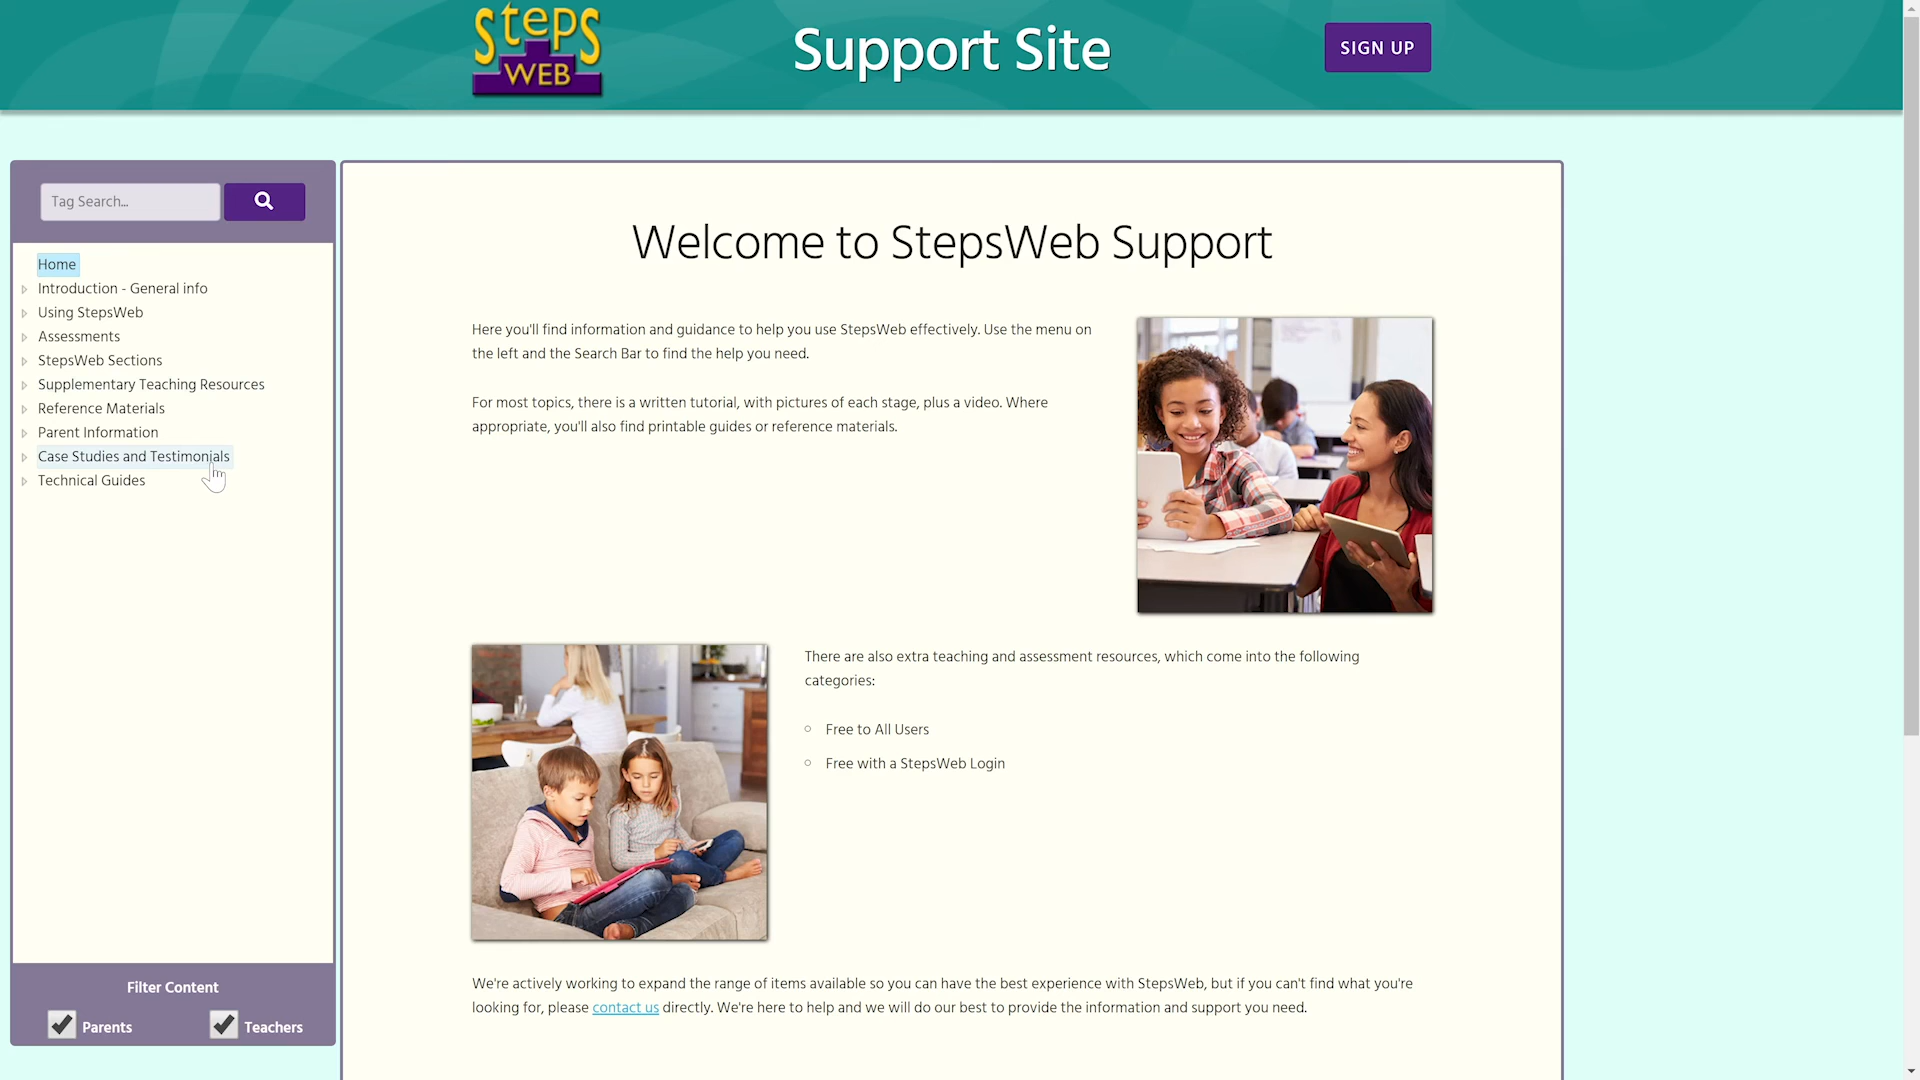 Steps
WEB
Support Site
SIGN UP
Tag Search...
Home
Introduction - General info
Using StepsWeb
Assessments
StepsWeb Sections
Supplementary Teaching Resources
Reference Materials
Parent Information
Case Studies and Testimonials
Technical Guides
Filter Content
Parents
Teachers
Welcome to StepsWeb Support
Here you'll find information and guidance to help you use StepsWeb effectively. Use the menu on
the left and the Search Bar to find the help you need.
For most topics, there is a written tutorial, with pictures of each stage, plus a video. Where
appropriate, you'll also find printable guides or reference materials.
There are also extra teaching and assessment resources, which come into the following
categories:
Free to All Users
Free with a StepsWeb Login
We're actively working to expand the range of items available so you can have the best experience with StepsWeb, but if you can't find what you're
looking for, please contact us directly. We're here to help and we will do our best to provide the information and support you need.